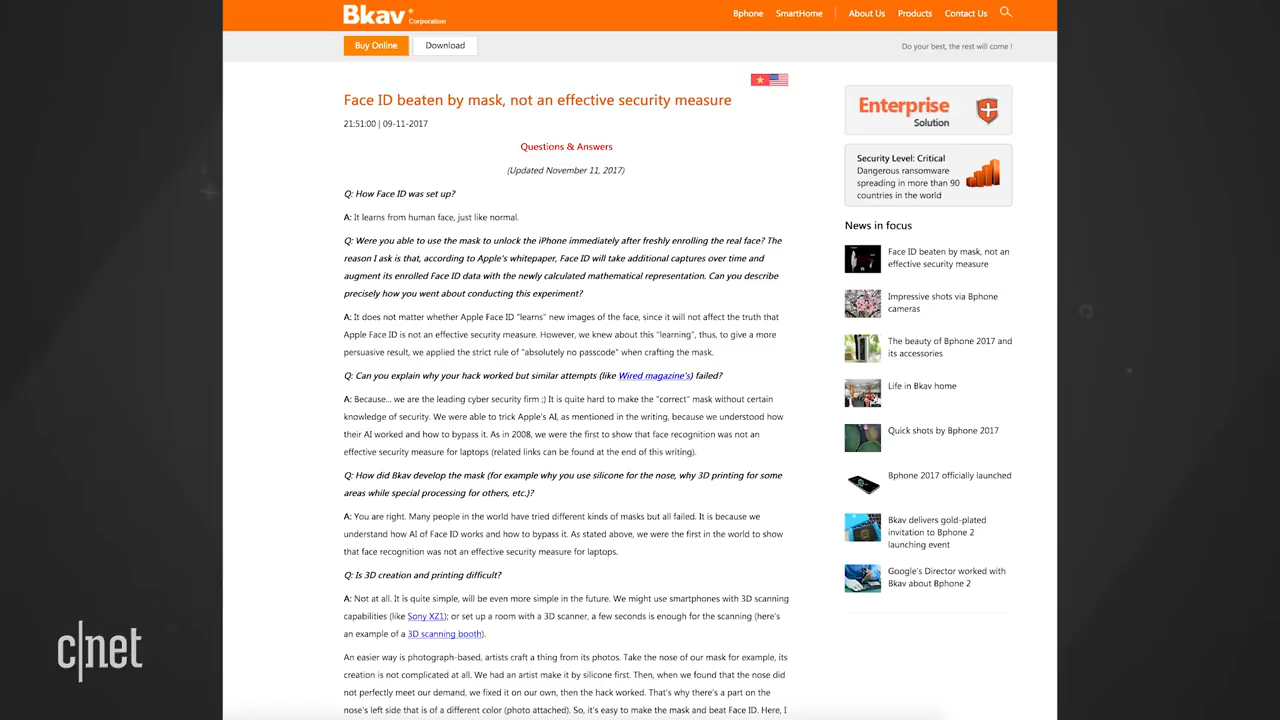 Bkav
Corporation
Bphone SmartHome About Us Products Contact Us
Buy Online Download
Do your best, the rest will come !
Face ID beaten by mask, not an effective security measure
21:51:00 | 09-11-2017
Questions & Answers
(Updated November 11, 2017)
Q: How Face ID was set up?
A: It learns from human face, just like normal.
Q: Were you able to use the mask to unlock the iPhone immediately after freshly enrolling the real face? The
reason I ask is that, according to Apple's whitepaper, Face ID will take additional captures over time and
augment its enrolled Face ID data with the newly calculated mathematical representation. Can you describe
precisely how you went about conducting this experiment?
A: It does not matter whether Apple Face ID "learns" new images of the face, since it will not affect the truth that
Apple Face ID is not an effective security measure. However, we knew about this "learning", thus, to give a more
persuasive result, we applied the strict rule of "absolutely no passcode" when crafting the mask.
Q: Can you explain why your hack worked but similar attempts (like Wired magazine's) failed?
A: Because... we are the leading cyber security firm ;) It is quite hard to make the "correct" mask without certain
knowledge of security. We were able to trick Apple's AI, as mentioned in the writing, because we understood how
their AI worked and how to bypass it. As in 2008, we were the first to show that face recognition was not an
effective security measure for laptops (related links can be found at the end of this writing).
Q: How did Bkav develop the mask (for example why you use silicone for the nose, why 3D printing for some
areas while special processing for others, etc.)?
A: You are right. Many people in the world have tried different kinds of masks but all failed. It is because we
understand how AI of Face ID works and how to bypass it. As stated above, we were the first in the world to show
that face recognition was not an effective security measure for laptops.
Q: Is 3D creation and printing difficult?
A: Not at all. It is quite simple, will be even more simple in the future. We might use smartphones with 3D scanning
capabilities (like Sony XZ1); or set up a room with a 3D scanner, a few seconds is enough for the scanning (here's
an example of a 3D scanning booth).
An easier way is photograph-based, artists craft a thing from its photos. Take the nose of our mask for example, its
creation is not complicated at all. We had an artist make it by silicone first. Then, when we found that the nose did
not perfectly meet our demand, we fixed it on our own, then the hack worked. That's why there's a part on the
nose's left side that is of a different color (photo attached). So, it's easy to make the mask and beat Face ID. Here, I
Enterprise
Solution
Security Level: Critical
Dangerous ransomware
spreading in more than 90
countries in the world
News in focus
Face ID beaten by mask, not an
effective security measure
Impressive shots via Bphone
cameras
The beauty of Bphone 2017 and
its accessories
Life in Bkav home
Quick shots by Bphone 2017
Bphone 2017 officially launched
Bkav delivers gold-plated
invitation to Bphone 2
launching event
Google's Director worked with
Bkav about Bphone 2
c|net